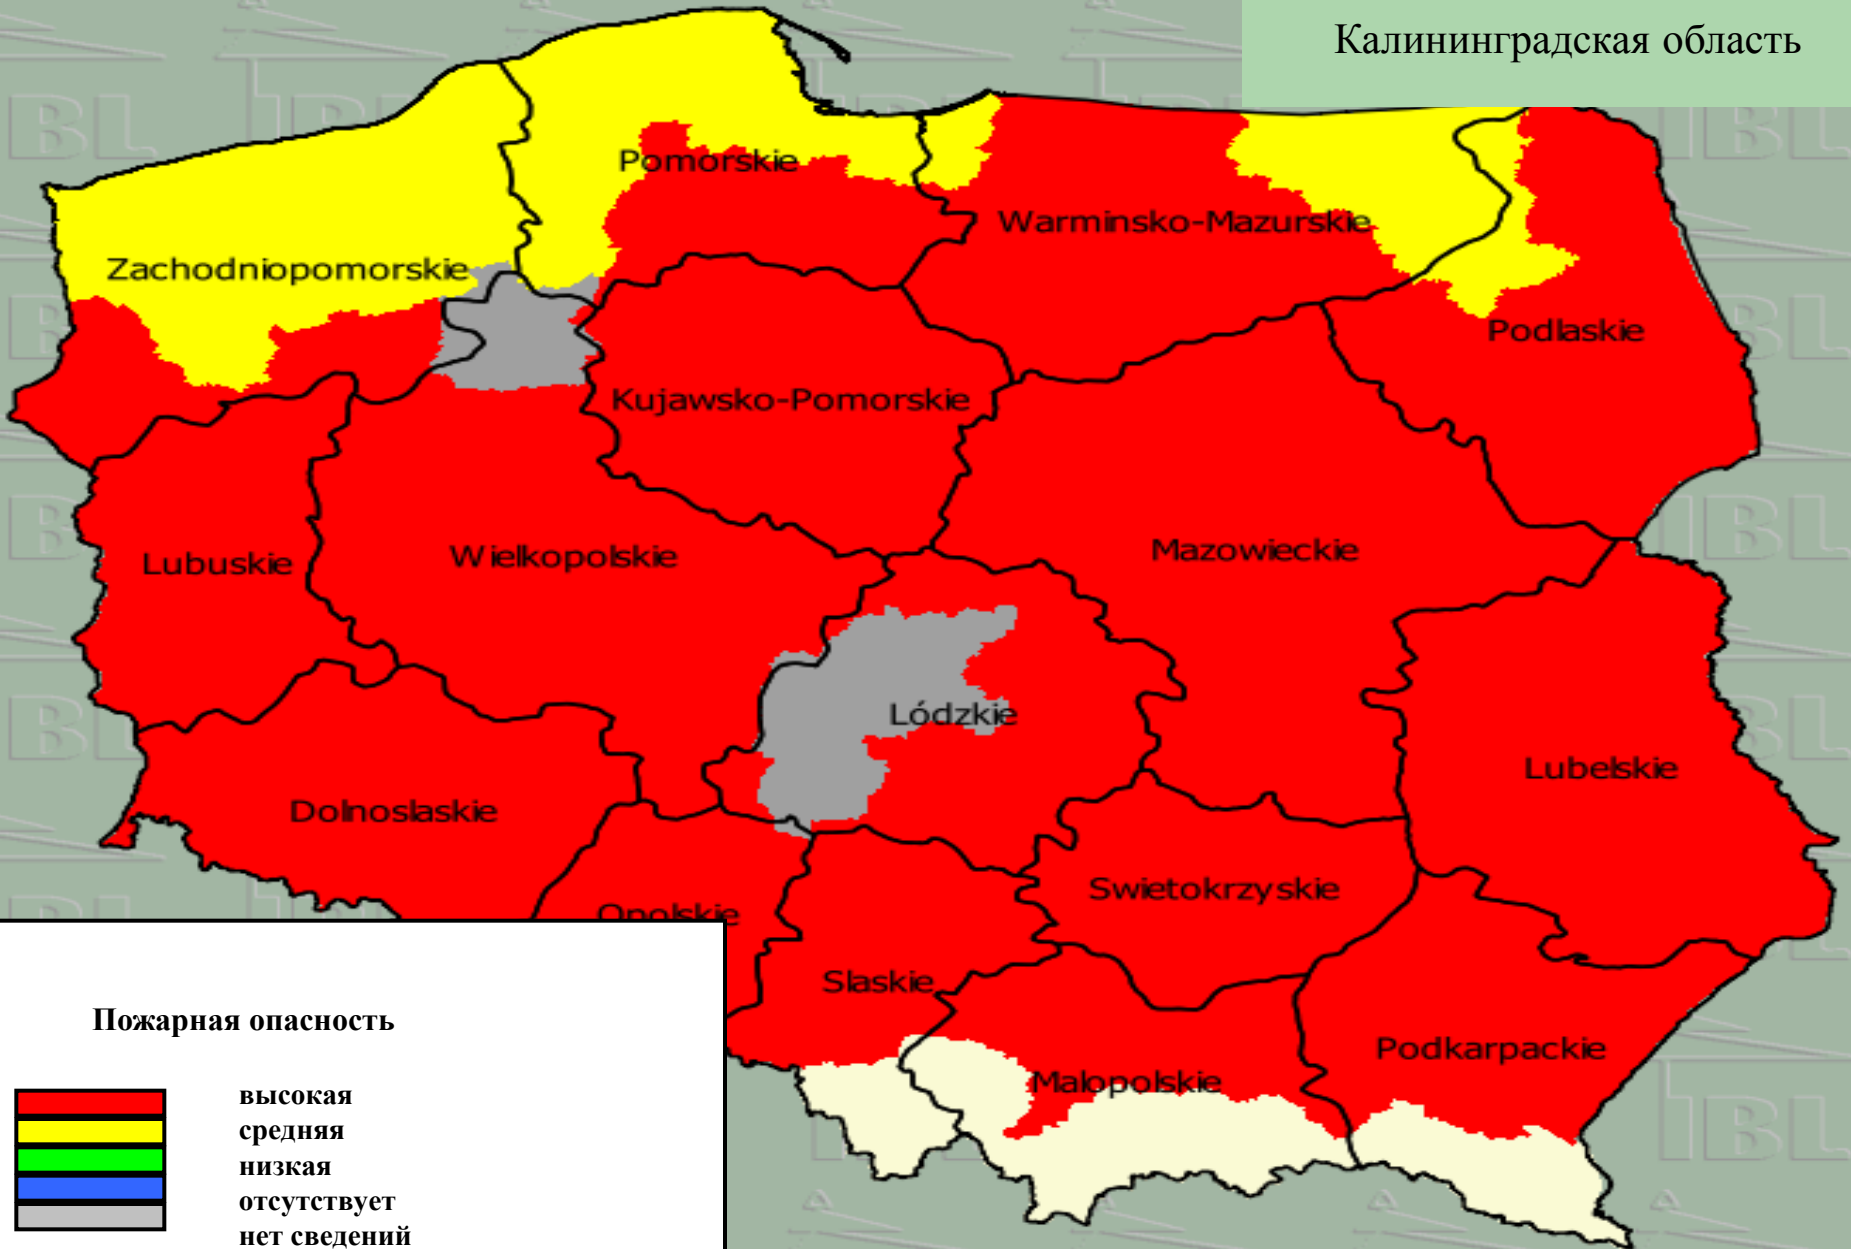 Калининградская область
Pomorskie
Warminsko-Mazurskie
Zachodniopomorskie
Podlaskie
Kujawsko-Pomorskie
Mazowieckie
Wielkopolskie
Lubuskie
Lódzkie
Lubelskie
Dolnoslaskie
Swietokrzyskie
Opolskie
Slaskie
Podkarpackie
Malopolskie
Пожарная опасность
высокая
средняя
низкая
отсутствует
нет сведений
IBL